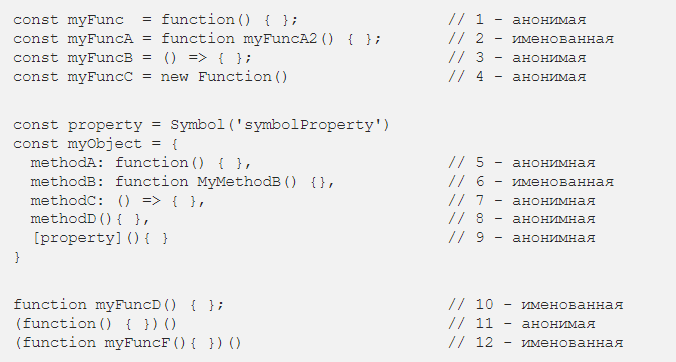 const myFunc  = function() { };                // 1 - анонимая
const myFuncA = function myFuncA2() { };       // 2 - именованная
const myFuncB = () => { };                     // 3 - анонимая
const myFuncC = new Function()                 // 4 - анонимая
const property = Symbol('symbolProperty')
const myObject = {
  methodA: function() { },                     // 5 - анонимная
  methodB: function MyMethodB() {},            // 6 - именованная
  methodC: () => { },                          // 7 - анонимная
  methodD(){ },                                // 8 - анонимная
  [property](){ }                              // 9 - анонимная
}
function myFuncD() { };                        // 10 - именованная
(function() { })()                             // 11 - анонимая
(function myFuncF(){ })()                      // 12 - именованная